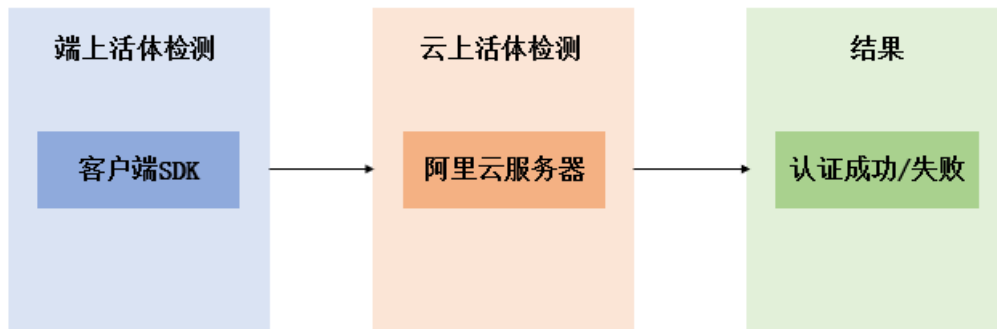 端上活体检测
云上活体检测
结果
客户端SDK
阿里云服务器
认证成功/失败